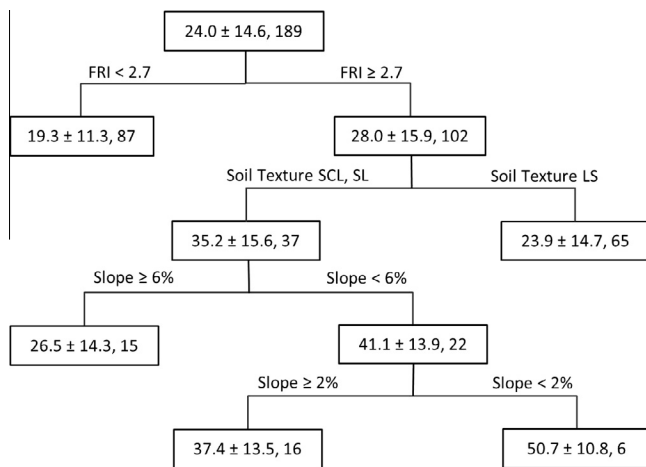 24.0 ± 14.6, 189
FRI < 2.7
FRI ≥ 2.7
19.3 ± 11.3, 87
28.0 ± 15.9, 102
Soil Texture SCL, SL
Soil Texture LS
35.2 ± 15.6, 37
23.9 ± 14.7, 65
Slope ≥ 6%
Slope < 6%
26.5 ± 14.3, 15
41.1 ± 13.9, 22
Slope ≥ 2%
Slope < 2%
37.4 ± 13.5, 16
50.7 ± 10.8, 6